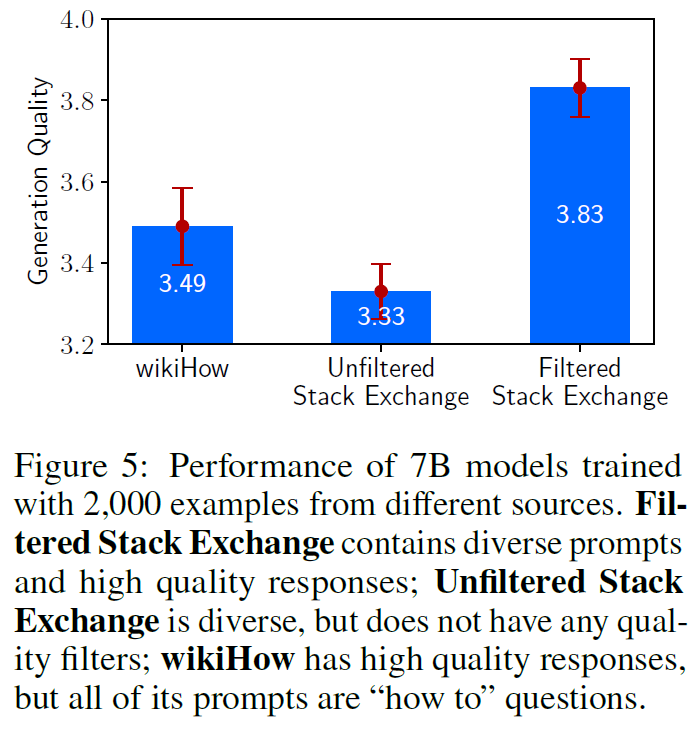 4.0
3.8
3.6
3.4
3.2
Generation Quality
3.49
3.33
3.83
wikiHow
Unfiltered
Stack Exchange
Filtered
Stack Exchange
Figure 5: Performance of 7B models trained
with 2,000 examples from different sources. Fil-
tered Stack Exchange contains diverse prompts
and high quality responses; Unfiltered Stack
Exchange is diverse, but does not have any qual-
ity filters; wikiHow has high quality responses,
but all of its prompts are “how to” questions.